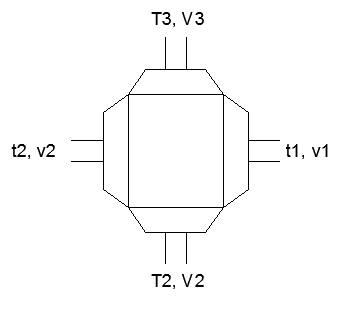 T3, V3
t2, v2
t1, v1
T2, V2